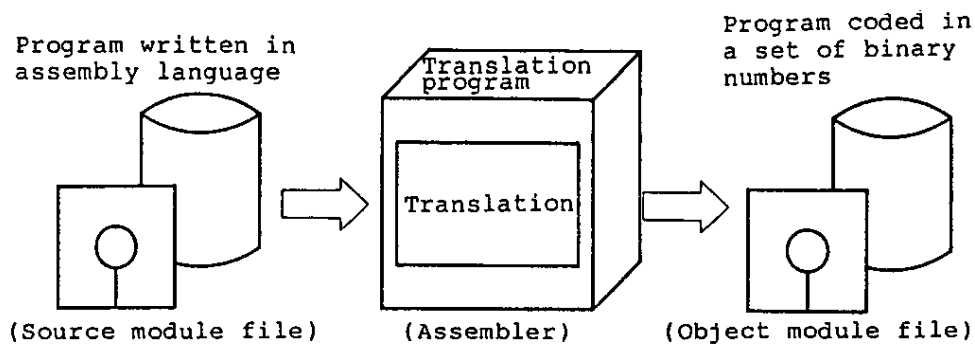 Program written in
assembly language
Translation
program
Program coded in
a set of binary
numbers
Translation
(Source module file)
(Assembler)
(Object module file)